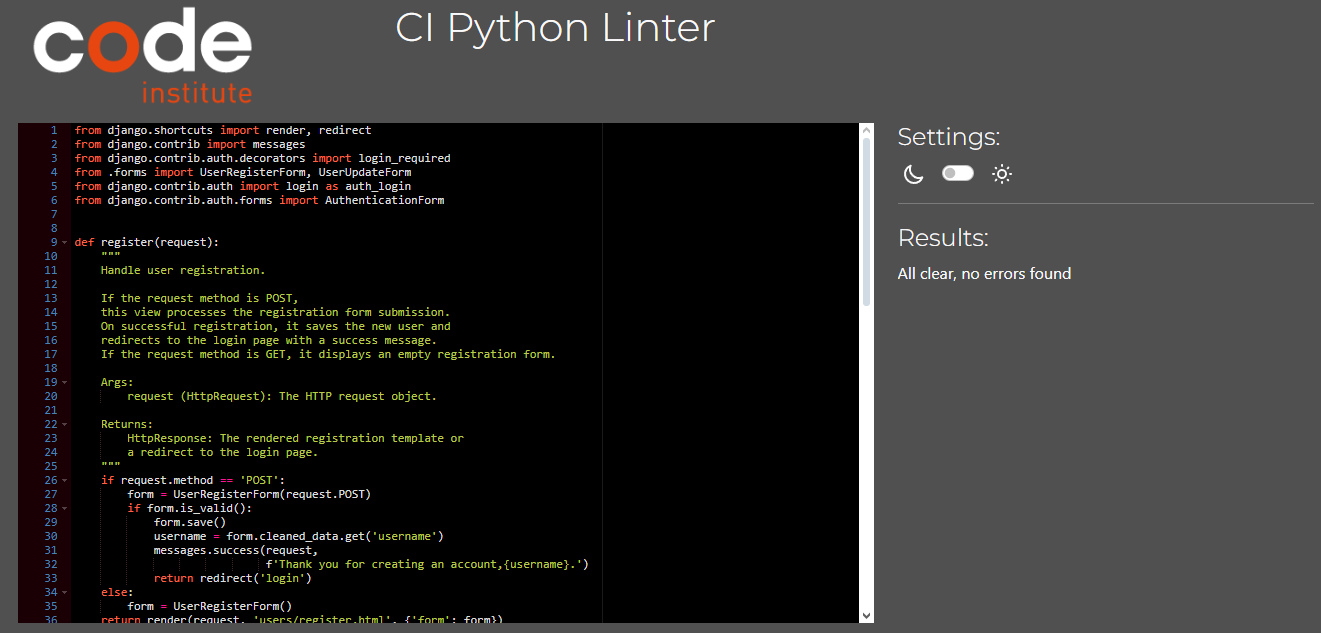 code
institute
CI Python Linter
1 from django.shortcuts import render, redirect
2 from django.contrib import messages
3 from django.contrib.auth.decorators import login_required
4 from .forms import UserRegisterForm, UserUpdateForm
5 from django.contrib.auth import login as auth_login
6 from django.contrib.auth.forms import AuthenticationForm
7
8
9 def register(request):
10     """
11     Handle user registration.
12
13     If the request method is POST,
14     this view processes the registration form submission.
15     On successful registration, it saves the new user and
16     redirects to the login page with a success message.
17     If the request method is GET, it displays an empty registration form.
18
19     Args:
20         request (HttpRequest): The HTTP request object.
21
22     Returns:
23         HttpResponse: The rendered registration template or
24         a redirect to the login page.
25     """
26     if request.method == 'POST':
27         form = UserRegisterForm(request.POST)
28         if form.is_valid():
29             form.save()
30             username = form.cleaned_data.get('username')
31             messages.success(request,
32                              f'Thank you for creating an account,{username}.')
33             return redirect('login')
34     else:
35         form = UserRegisterForm()
36     return render(request, 'users/register.html', {'form': form})
Settings:
Results:
All clear, no errors found